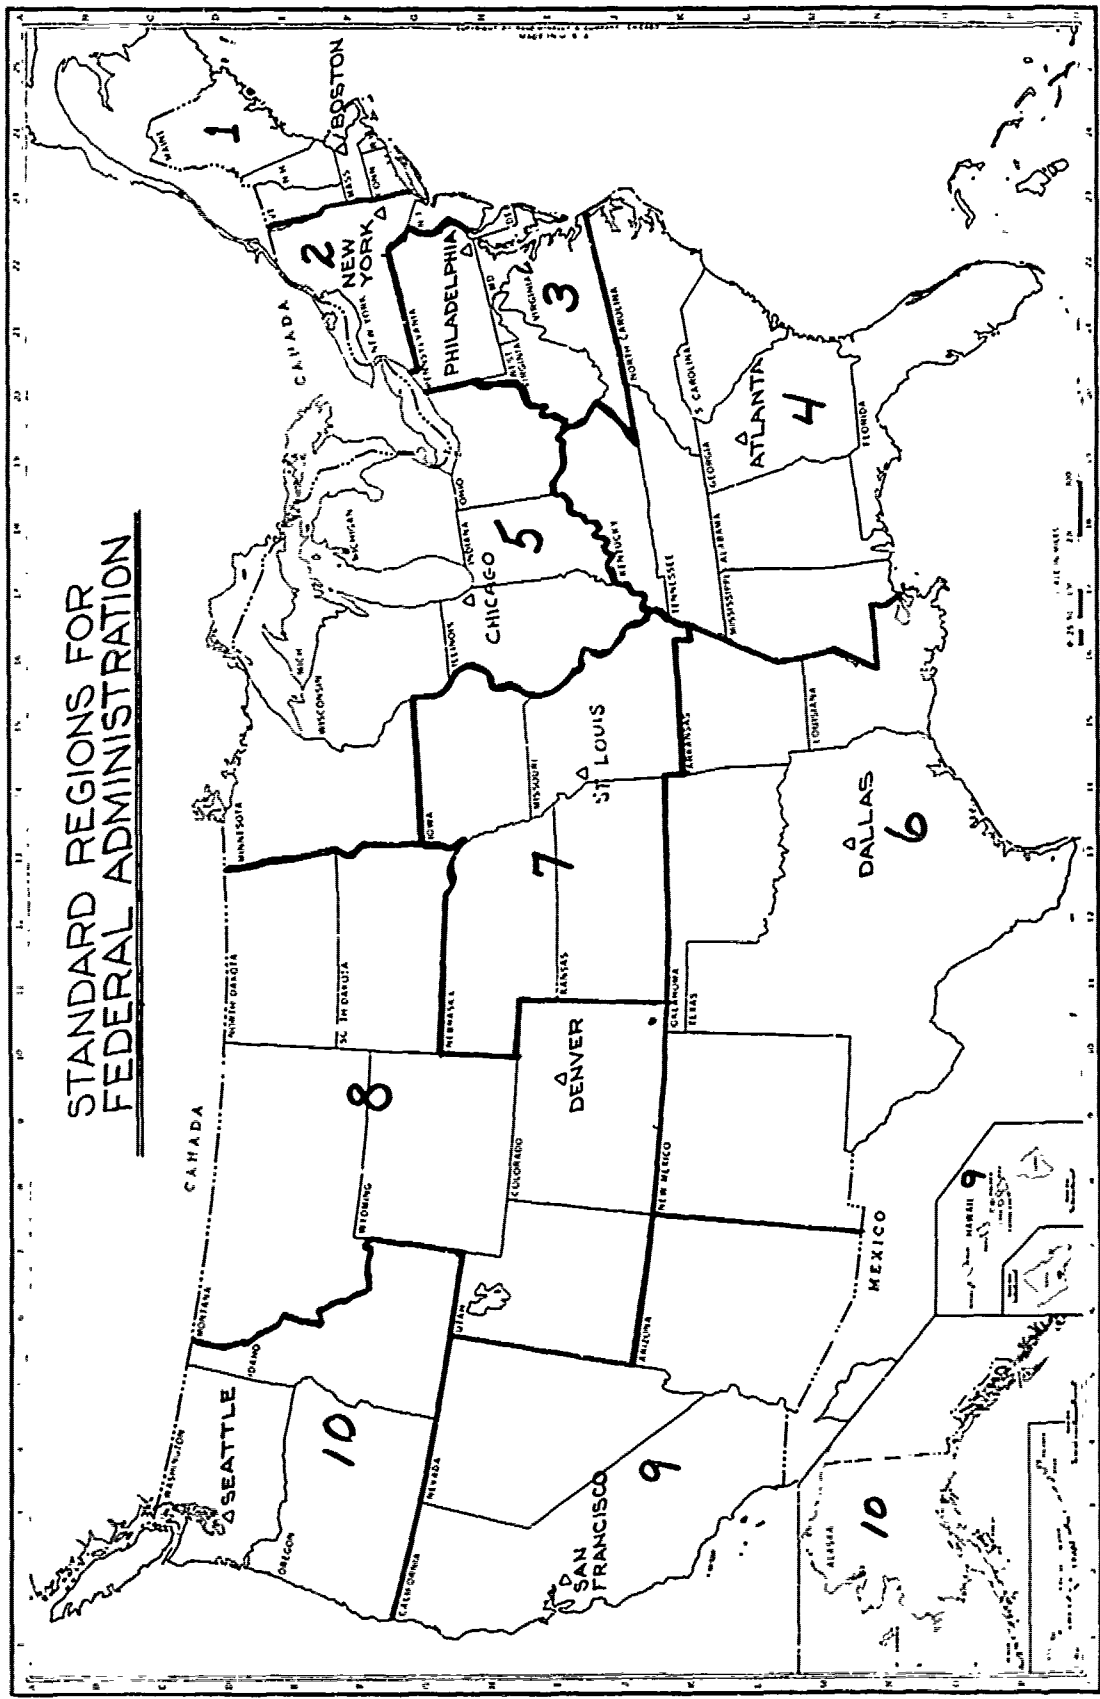 STANDARD REGIONS FOR
FEDERAL ADMINISTRATION
CANADA
CANADA
MEXICO
WASHINGTON
SEATTLE
OREGON
10
IDAHO
MONTANA
8
WYOMING
NORTH DAKOTA
MINNESOTA
WISCONSIN
MICH
MICHIGAN
CALIFORNIA
SAN
FRANCISCO
9
NEVADA
UTAH
ARIZONA
COLORADO
DENVER
NEW MEXICO
NEBRASKA
KANSAS
7
IOWA
MISSOURI
ST LOUIS
OKLAHOMA
TEXAS
DALLAS
6
ARKANSAS
LOUISIANA
ILLINOIS
CHICAGO
INDIANA
5
OHIO
KENTUCKY
TENNESSEE
MISSISSIPPI
ALABAMA
GEORGIA
ATLANTA
4
FLORIDA
S CAROLINA
NORTH CAROLINA
WEST
VIRGINIA
VIRGINIA
3
MD
DEL
PENNSYLVANIA
PHILADELPHIA
N J
NEW YORK
2
NEW
YORK
VT
N H
MAINE
1
MASS
BOSTON
CONN
ALASKA
10
HAWAII
9